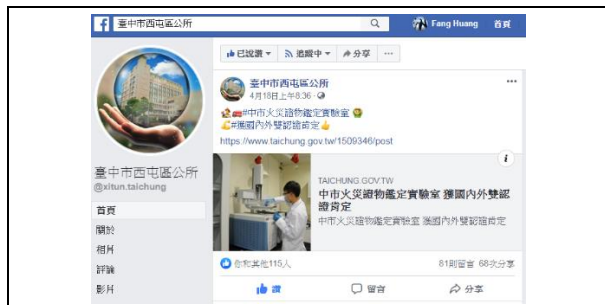 臺中市西屯區公所
Fang Huang 首頁
已說讚 追蹤中 分享 ...
臺中市西屯區公所
4月18日上午8:36
#中市火災證物鑑定實驗室
#獲國內外雙認證肯定
https://www.taichung.gov.tw/1509346/post
臺中市西屯區公所
@xitun.taichung
首頁
關於
相片
評論
影片
TAICHUNG.GOV.TW
中市火災證物鑑定實驗室 獲國內外雙認
證肯定
中市火災證物鑑定實驗室 獲國內外雙認證肯定
你和其他115人
81則留言 68次分享
讚 留言 分享